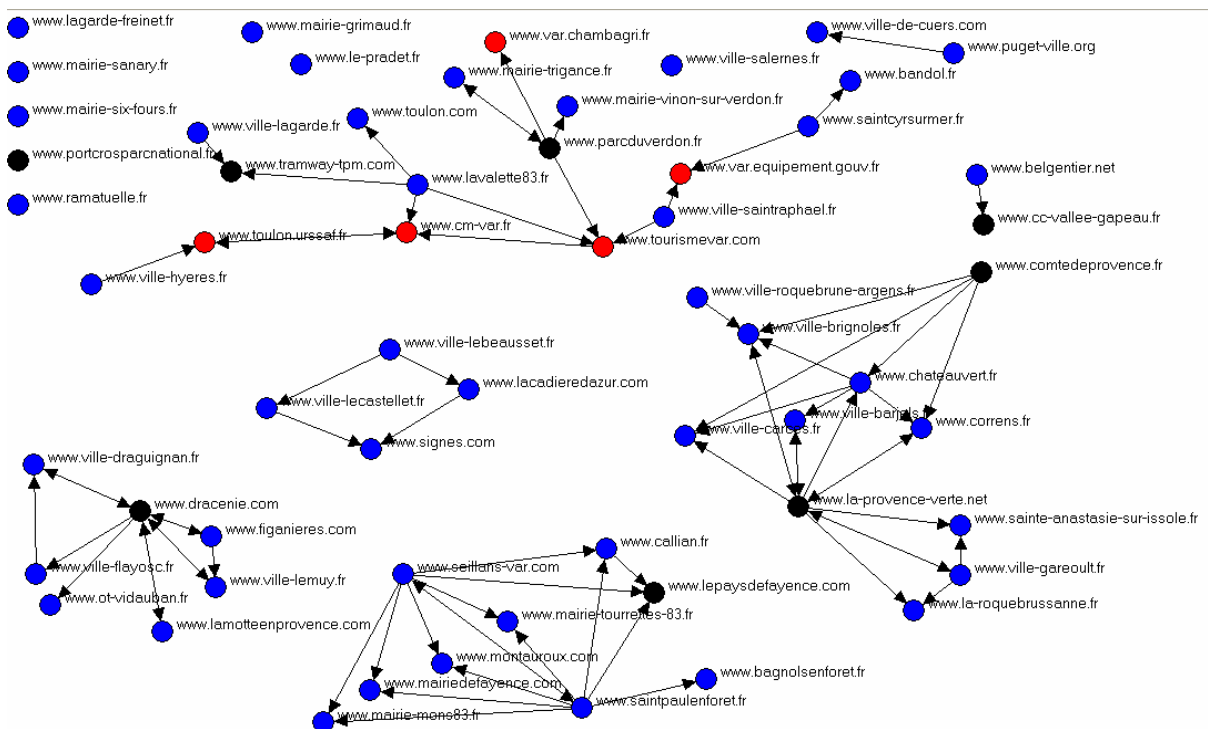 www.lagarde-freinet.fr
www.mairie-grimaud.fr
www.var.chambagri.fr
www.ville-de-cuers.com
www.puget-ville.org
www.mairie-sanary.fr
www.le-pradet.fr
www.mairie-trigance.fr
www.ville-salernes.fr
www.bandol.fr
www.mairie-six-fours.fr
www.ville-lagarde.fr
www.toulon.com
www.mairie-vinon-sur-verdon.fr
www.saintcyrsurmer.fr
www.portcrosparcnational.fr
www.tramway-tpm.com
www.parcduverdon.fr
www.var.equipement.gouv.fr
www.belgentier.net
www.lavalette83.fr
www.ramatuelle.fr
www.ville-saintraphael.fr
www.cc-vallee-gapeau.fr
www.toulon.urssaf.fr
www.cm-var.fr
www.tourismevar.com
www.ville-hyeres.fr
www.comtedeprovence.fr
www.ville-roquebrune-argens.fr
www.ville-brignoles.fr
www.ville-lebeausset.fr
www.chateauvert.fr
www.lacadieredazur.com
www.ville-lecastellet.fr
www.ville-barjols.fr
www.ville-carces.fr
www.correns.fr
www.signes.com
www.ville-draguignan.fr
www.dracenie.com
www.la-provence-verte.net
www.figanieres.com
www.sainte-anastasie-sur-issole.fr
www.callian.fr
www.ville-flayosc.fr
www.seillans-var.com
www.ville-gareoult.fr
www.ville-lemuy.fr
www.lepaysdefayence.com
www.ot-vidauban.fr
www.la-roquebrussanne.fr
www.mairie-tourrettes-83.fr
www.lamotteenprovence.com
www.montauroux.com
www.bagnolsenforet.fr
www.mairiedefayence.com
www.saintpaulenforet.fr
www.mairie-mons83.fr